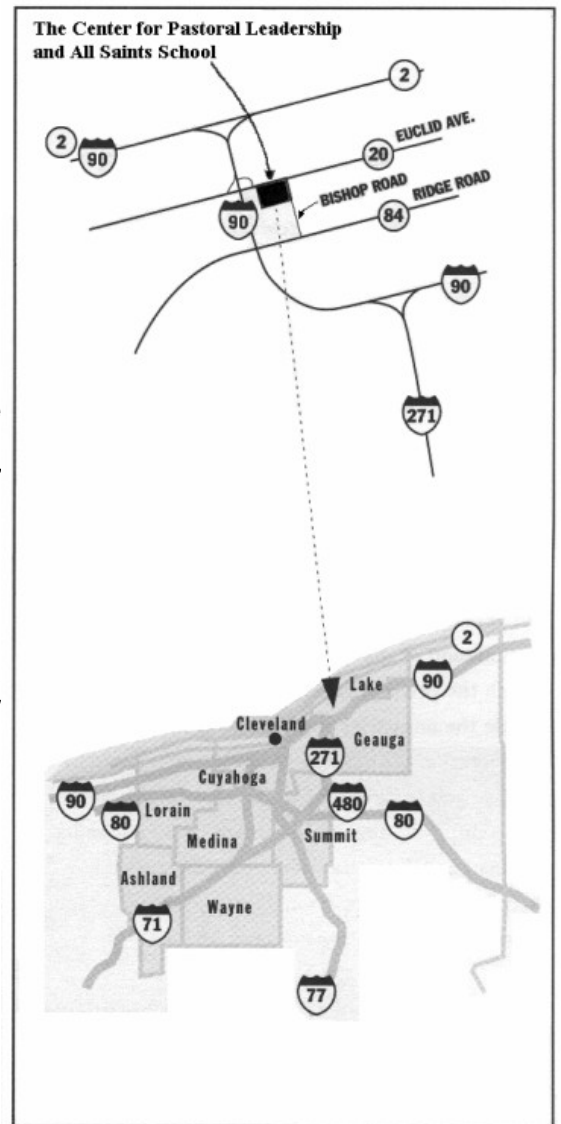 The Center for Pastoral Leadership
and All Saints School
2
2
90
20
EUCLID AVE.
BISHOP ROAD
RIDGE ROAD
84
90
90
271
2
Lake
90
Cleveland
Geauga
271
Cuyahoga
90
480
80
Lorain
80
Summit
Medina
Ashland
Wayne
71
77